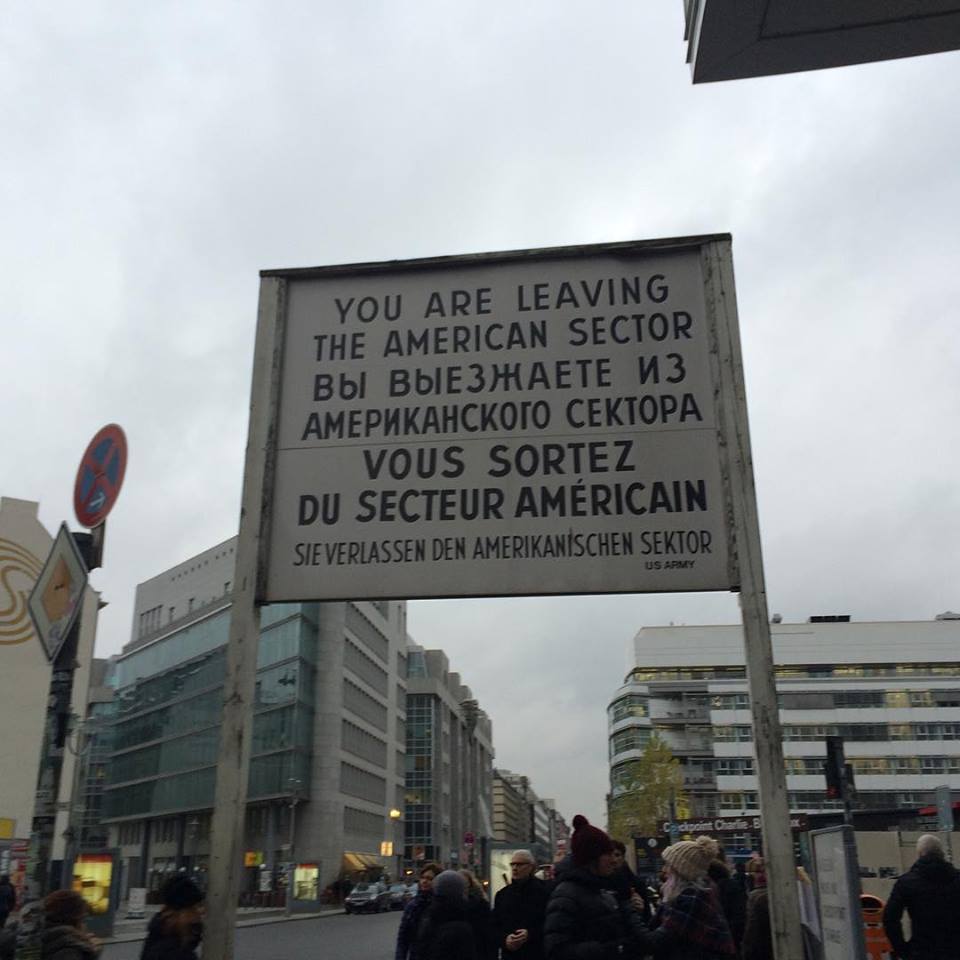 YOU ARE LEAVING
THE AMERICAN SECTOR
ВЫ ВЫЕЗЖАЕТЕ ИЗ
АМЕРИКАНСКОГО СЕКТОРА
VOUS SORTEZ
DU SECTEUR AMÉRICAIN
SIE VERLASSEN DEN AMERIKANISCHEN SEKTOR
US ARMY
Checkpoint Charlie